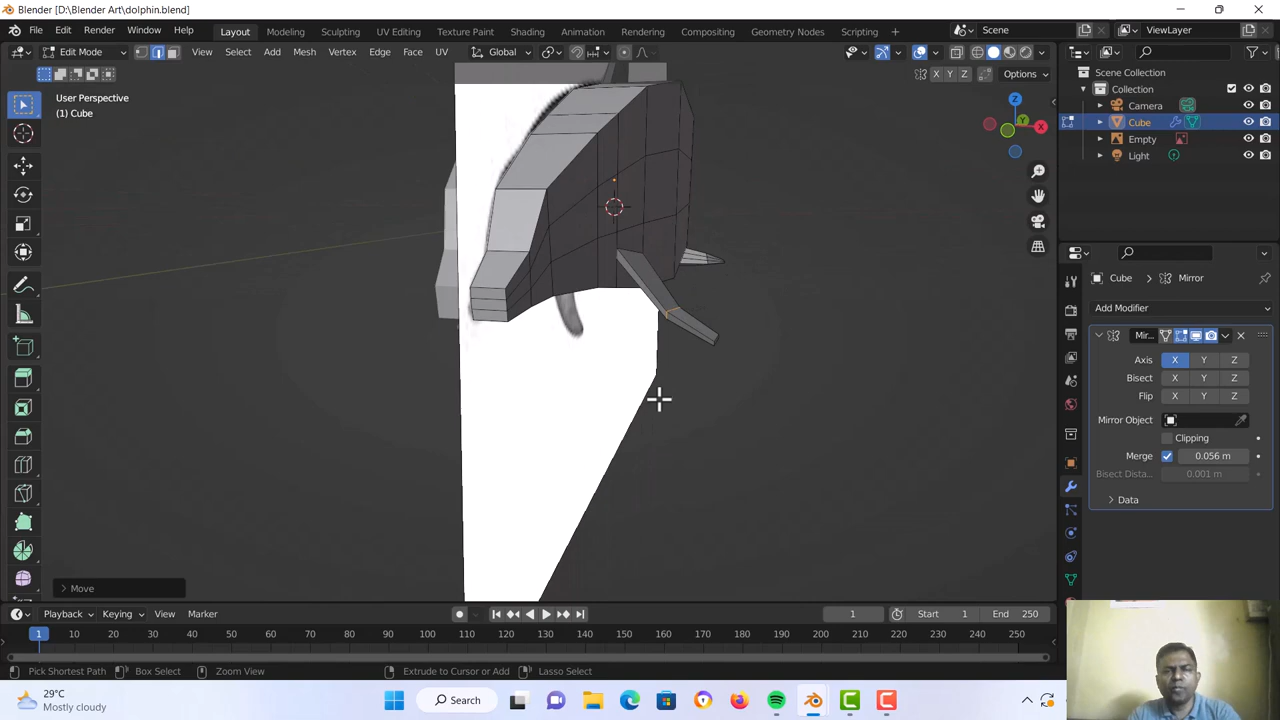 Blender [D:\Blender Art\dolphin.blend]
File Edit Render Window Help Layout Modeling Sculpting UV Editing Texture Paint Shading Animation Rendering Compositing Geometry Nodes Scripting + Scene ViewLayer
Edit Mode View Select Add Mesh Vertex Edge Face UV Global
X Y Z Options
User Perspective
(1) Cube
Z
Y
X
Scene Collection
Collection
Camera
Cube
Empty
Light
Cube Mirror
Add Modifier
Mir...
Axis X Y Z
Bisect X Y Z
Flip X Y Z
Mirror Object
Clipping
Merge 0.056 m
Bisect Dista... 0.001 m
Data
Move
Playback Keying View Marker 1 Start 1 End 250
1 10 20 30 40 50 60 70 80 90 100 110 120 130 140 150 160 170 180 190 200 210 220 230 240 250
Pick Shortest Path Box Select Zoom View Extrude to Cursor or Add Lasso Select
29°C
Mostly cloudy
Search